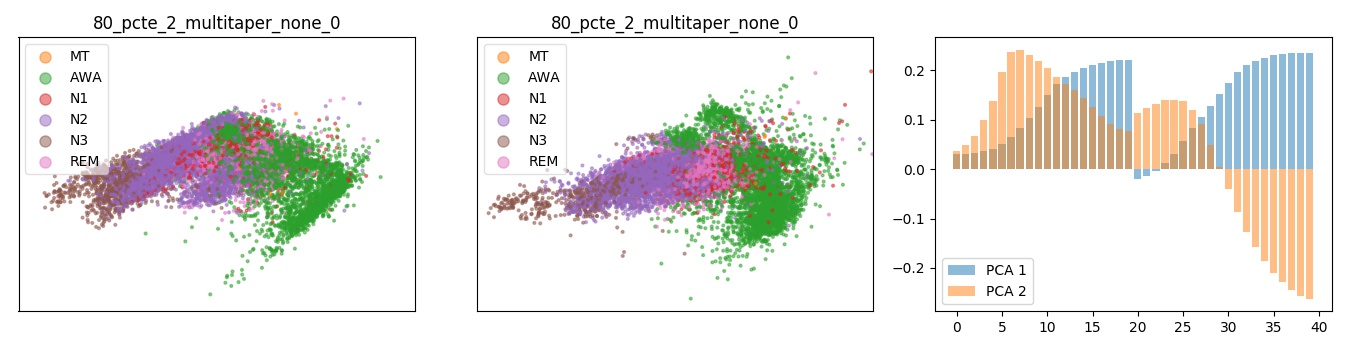 80_pcte_2_multitaper_none_0
MT
AWA
N1
N2
N3
REM
80_pcte_2_multitaper_none_0
MT
AWA
N1
N2
N3
REM
0.2
0.1
0.0
−0.1
−0.2
PCA 1
PCA 2
0 5 10 15 20 25 30 35 40